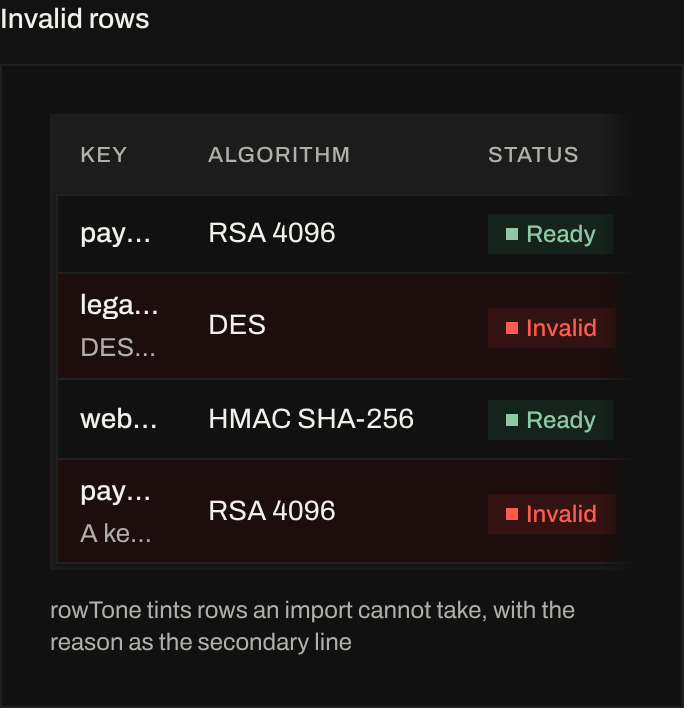 Invalid rows
KEY ALGORITHM STATUS
pay... RSA 4096 Ready
lega... DES Invalid
DES...
web... HMAC SHA-256 Ready
pay... RSA 4096 Invalid
A ke...
rowTone tints rows an import cannot take, with the
reason as the secondary line